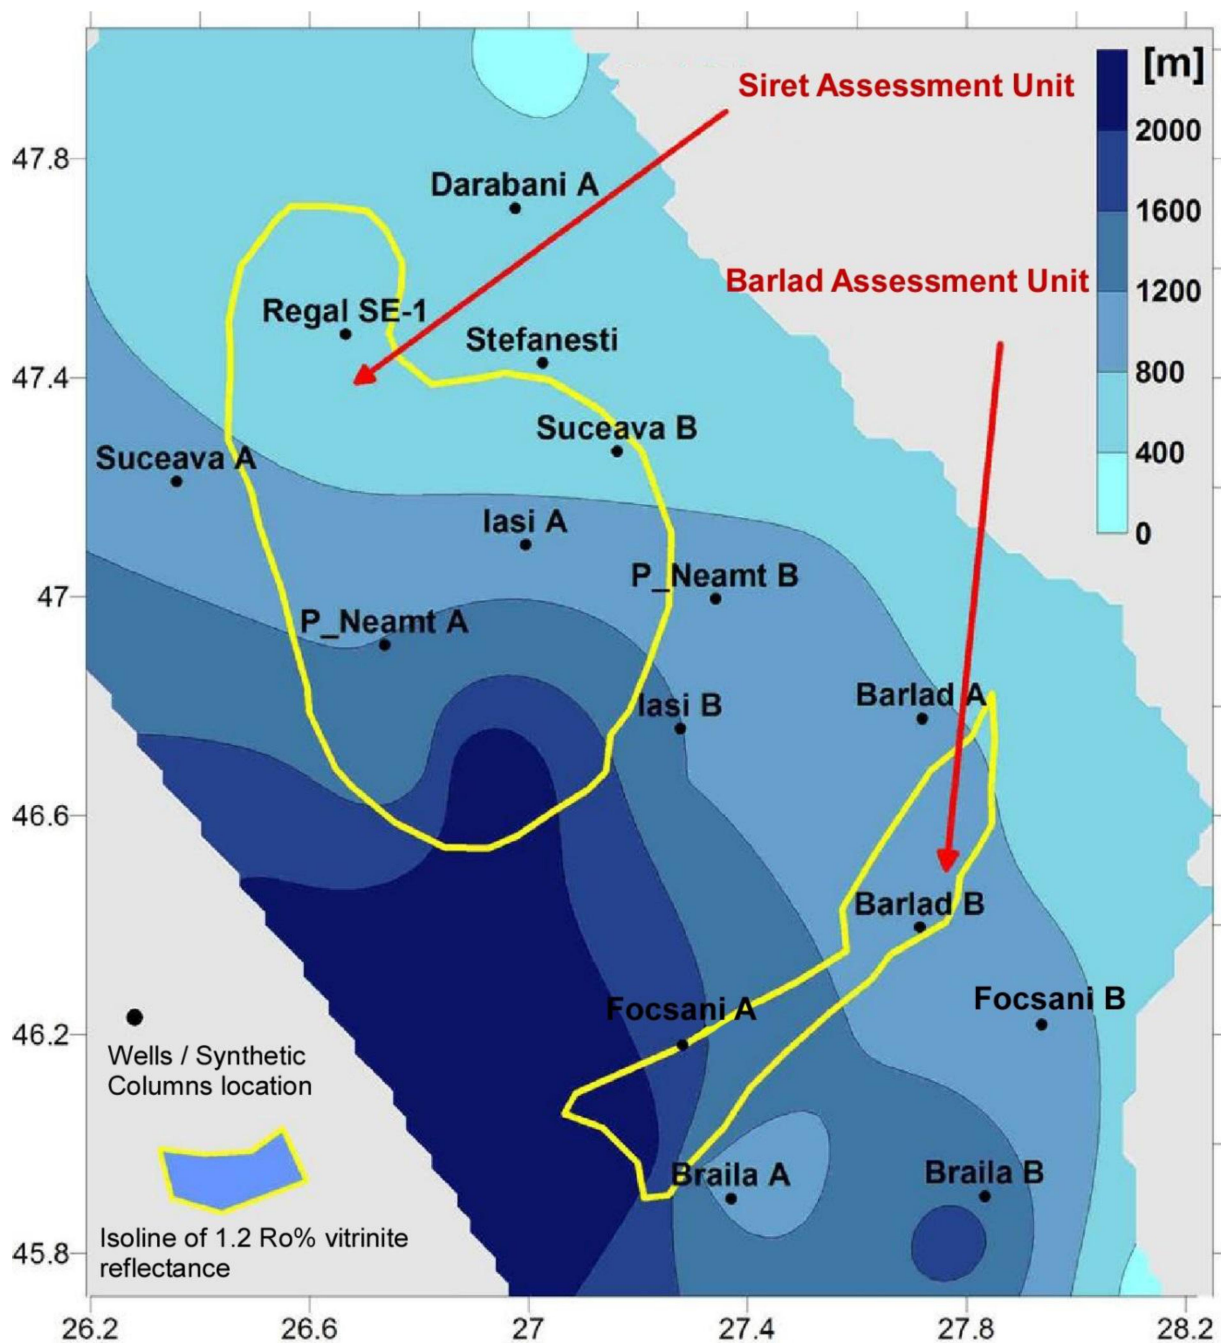 [m]
Siret Assessment Unit
2000
47.8
Darabani A
1600
Barlad Assessment Unit
1200
Regal SE-1
Stefanesti
800
47.4
Suceava B
400
Suceava A
Iasi A
0
P_Neamt B
47
P_Neamt A
Barlad A
Iasi B
46.6
Barlad B
Focsani B
Focsani A
46.2
Wells / Synthetic
Columns location
Braila A
Braila B
Isoline of 1.2 Ro% vitrinite
reflectance
45.8
26.2
26.6
27
27.4
27.8
28.2